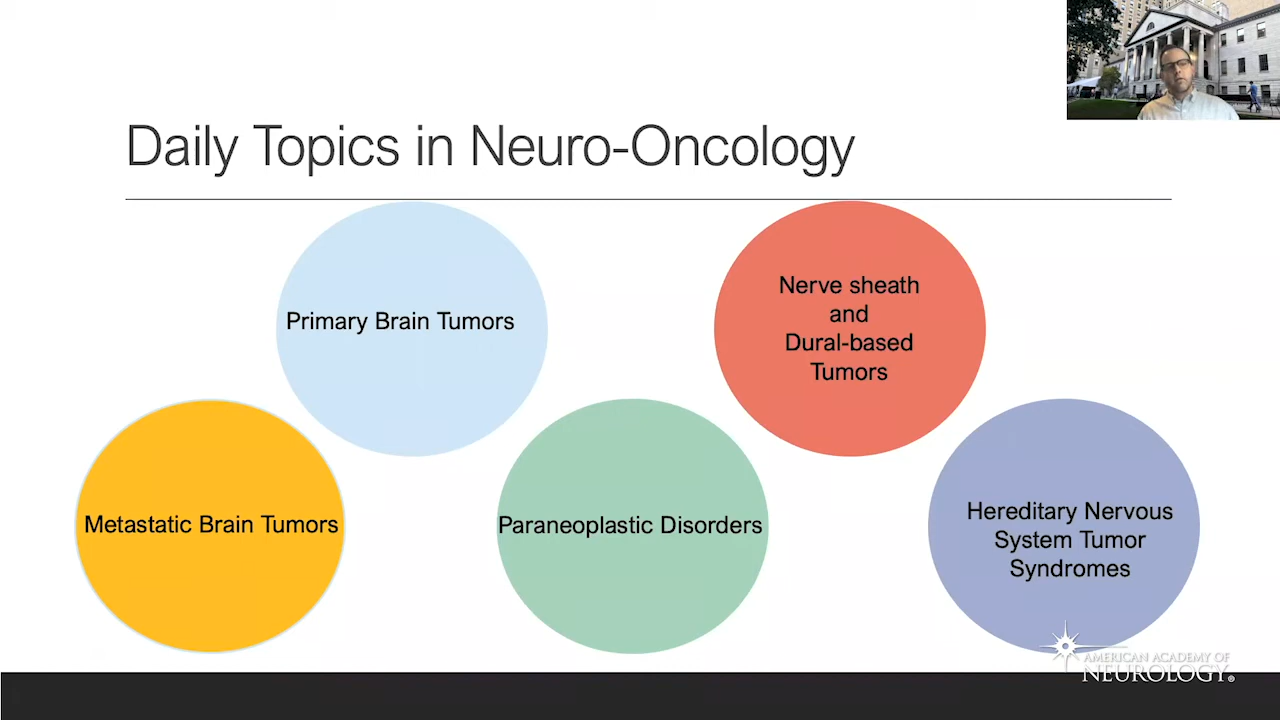 Daily Topics in Neuro-Oncology
Primary Brain Tumors
Nerve sheath
and
Dural-based
Tumors
Metastatic Brain Tumors
Paraneoplastic Disorders
Hereditary Nervous
System Tumor
Syndromes
AMERICAN ACADEMY OF
NEUROLOGY®